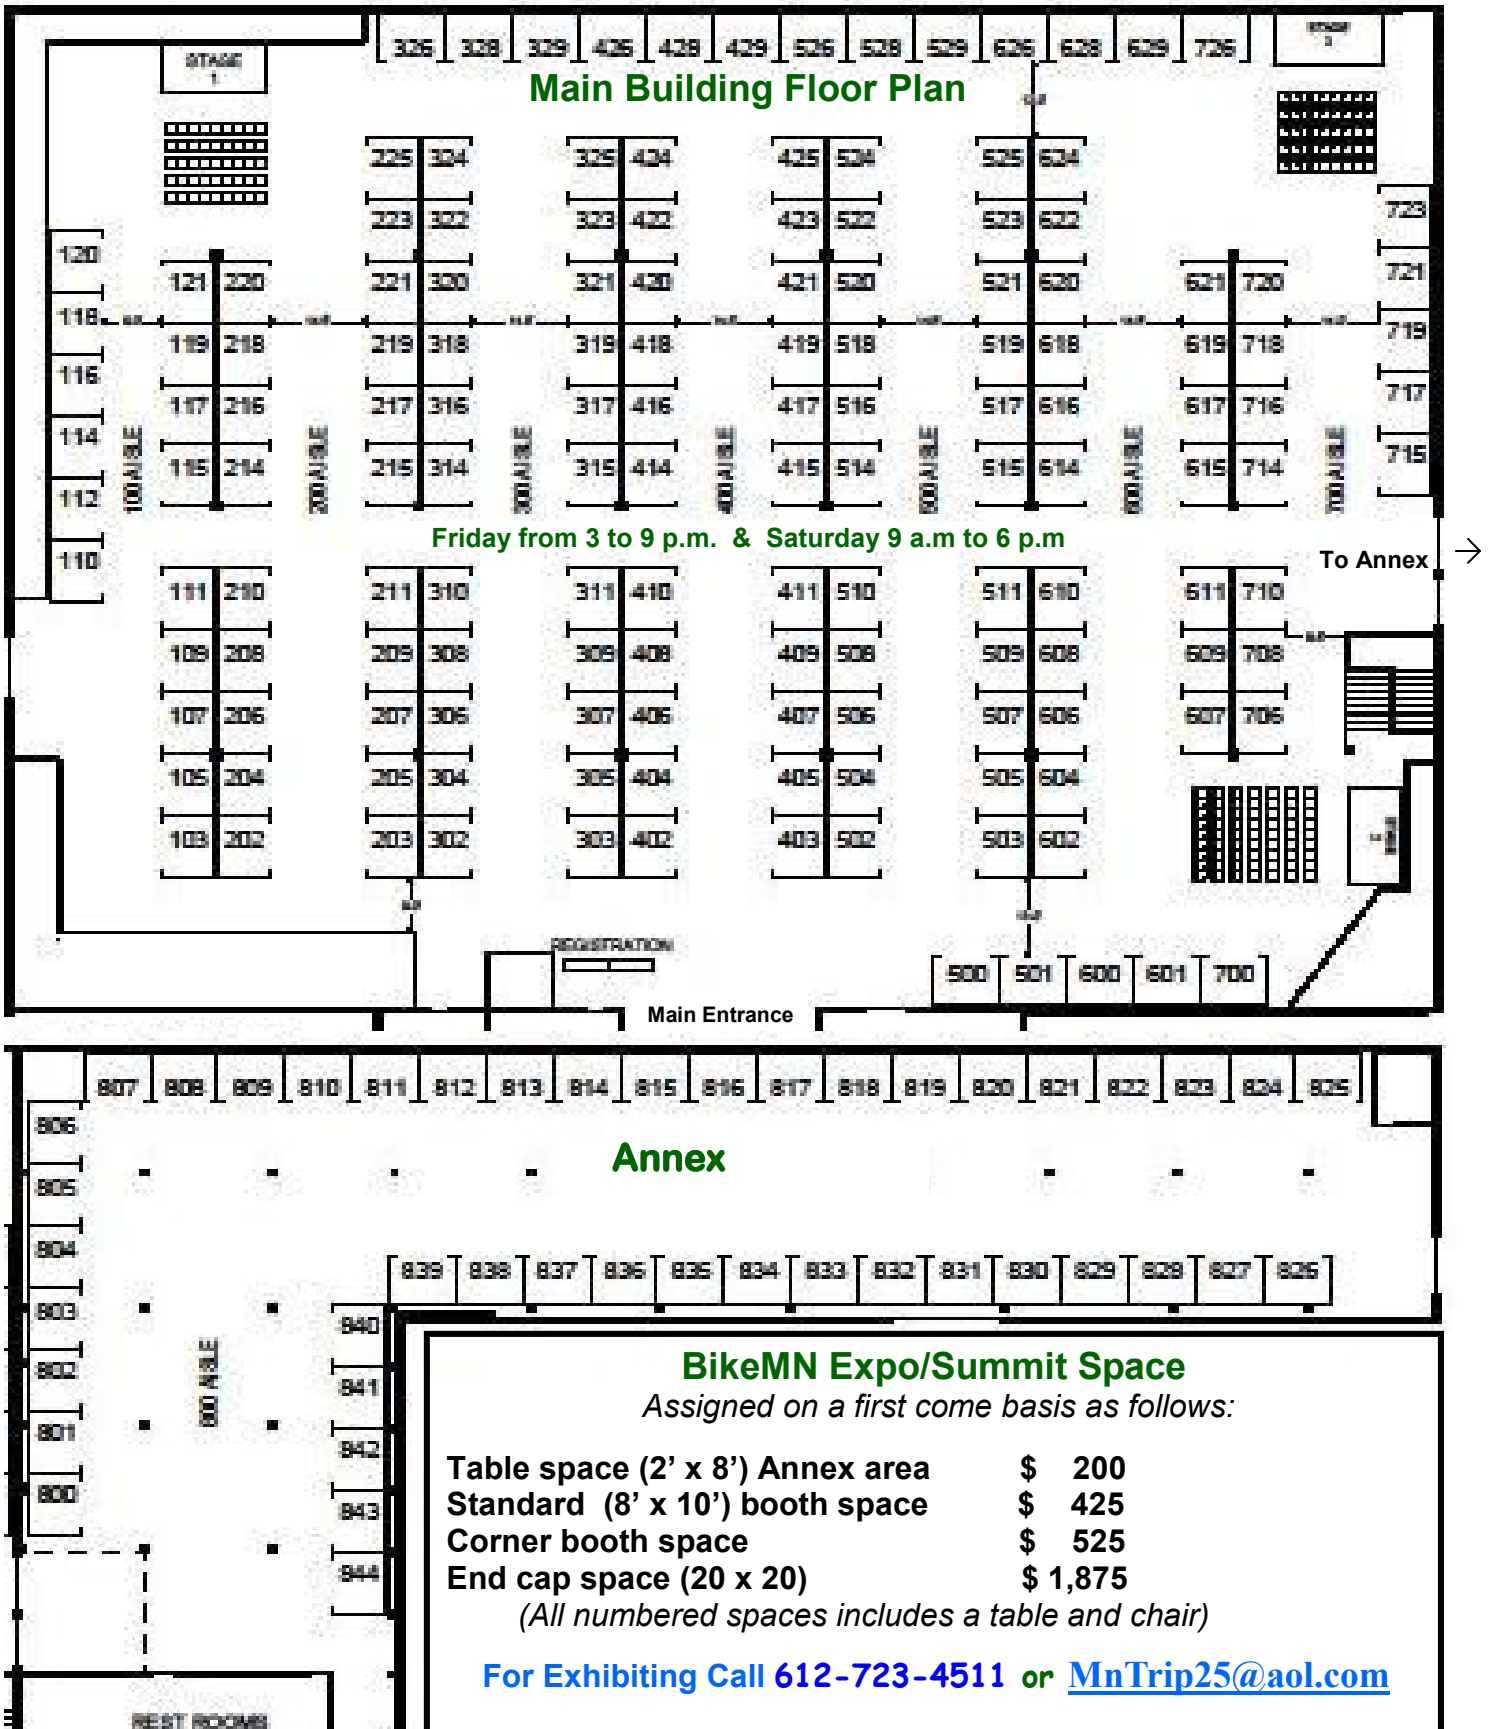 326 328 329 426 428 429 526 528 529 626 628 629 726
STAGE
1
STAGE
3
Main Building Floor Plan
225 324 325 424 425 524 525 624
223 322 323 422 423 522 523 622 723
120
121 220 221 320 321 420 421 520 521 620 621 720 721
118
119 218 219 318 319 418 419 518 519 618 619 718 719
116
117 216 217 316 317 416 417 516 517 616 617 716 717
114
115 214 215 314 315 414 415 514 515 614 615 714 715
100 AISLE 200 AISLE 300 AISLE 400 AISLE 500 AISLE 600 AISLE 700 AISLE
112
Friday from 3 to 9 p.m. & Saturday 9 a.m to 6 p.m
110
To Annex →
111 210 211 310 311 410 411 510 511 610 611 710
109 208 209 308 309 408 409 508 509 608 609 708
107 206 207 306 307 406 407 506 507 606 607 706
105 204 205 304 305 404 405 504 505 604
103 202 203 302 303 402 403 502 503 602
REGISTRATION
500 501 600 601 700
Main Entrance
807 808 809 810 811 812 813 814 815 816 817 818 819 820 821 822 823 824 825
806
Annex
805
804
839 838 837 836 835 834 833 832 831 830 829 828 827 826
803
840
802
841
800 AISLE
801
842
800
843
844
REST ROOMS
BikeMN Expo/Summit Space
Assigned on a first come basis as follows:
Table space (2’ x 8’) Annex area $ 200
Standard (8’ x 10’) booth space $ 425
Corner booth space $ 525
End cap space (20 x 20) $ 1,875
(All numbered spaces includes a table and chair)
For Exhibiting Call 612-723-4511 or MnTrip25@aol.com